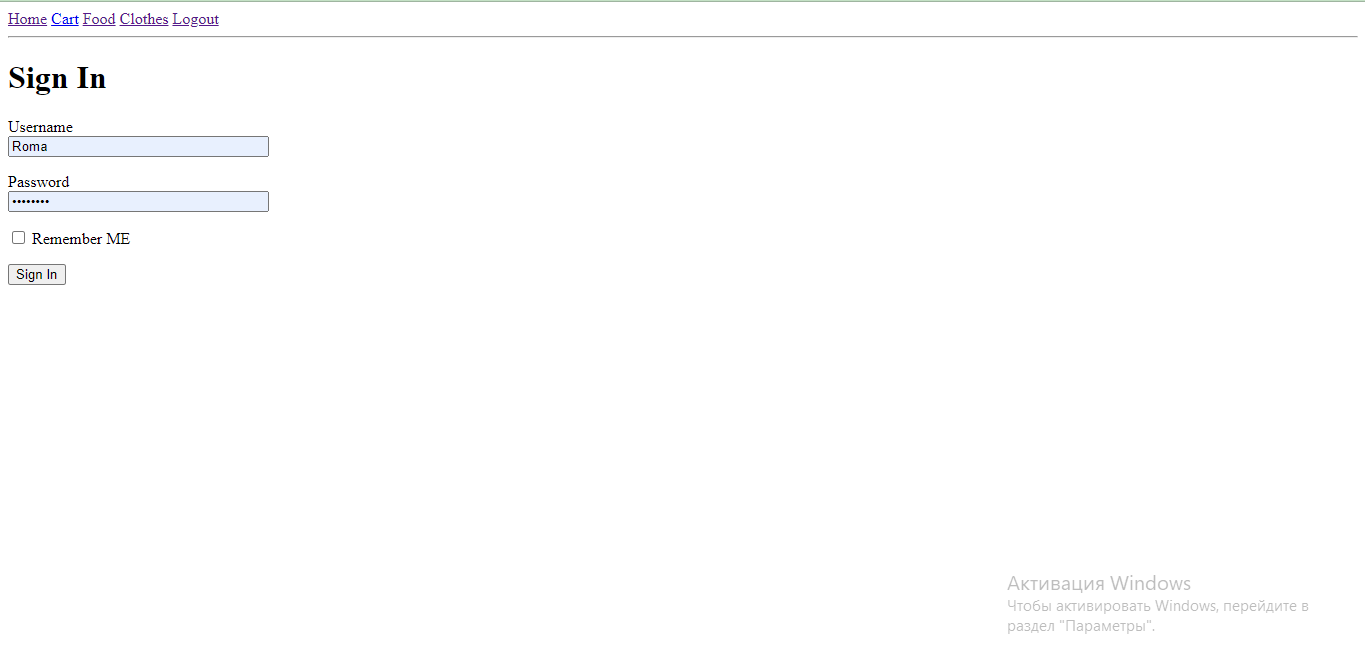 Home Cart Food Clothes Logout
Sign In
Username
Roma
Password
••••••••
Remember ME
Sign In
Активация Windows
Чтобы активировать Windows, перейдите в
раздел "Параметры".